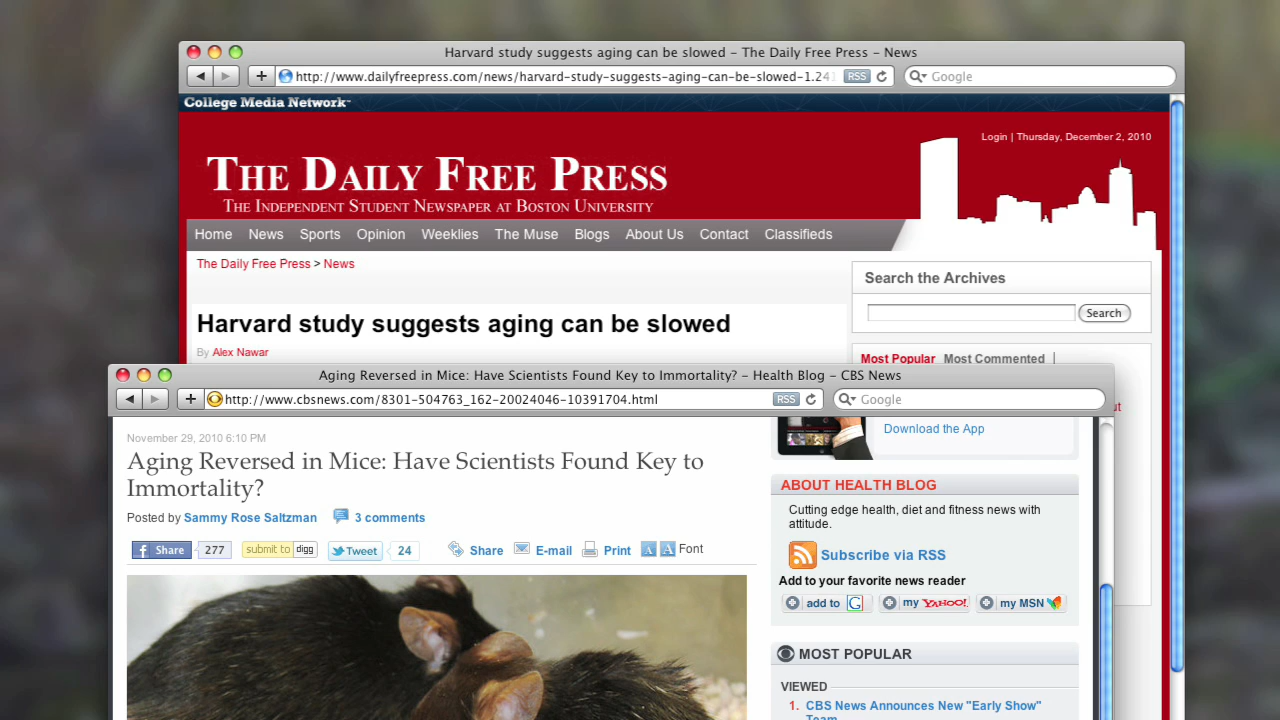 Harvard study suggests aging can be slowed – The Daily Free Press – News
http://www.dailyfreepress.com/news/harvard-study-suggests-aging-can-be-slowed-1.241
RSS
Google
College Media Network
Login | Thursday, December 2, 2010
The Daily Free Press
The Independent Student Newspaper at Boston University
Home News Sports Opinion Weeklies The Muse Blogs About Us Contact Classifieds
The Daily Free Press > News
Search the Archives
Search
Harvard study suggests aging can be slowed
By Alex Nawar
Most Popular Most Commented
Aging Reversed in Mice: Have Scientists Found Key to Immortality? – Health Blog – CBS News
http://www.cbsnews.com/8301-504763_162-20024046-10391704.html
RSS
Google
November 29, 2010 6:10 PM
Aging Reversed in Mice: Have Scientists Found Key to
Immortality?
Posted by Sammy Rose Saltzman 3 comments
Share 277 submit to digg Tweet 24 Share E-mail Print A A Font
Download the App
ABOUT HEALTH BLOG
Cutting edge health, diet and fitness news with
attitude.
Subscribe via RSS
Add to your favorite news reader
add to G my YAHOO! my MSN
MOST POPULAR
VIEWED
1. CBS News Announces New "Early Show"
Team